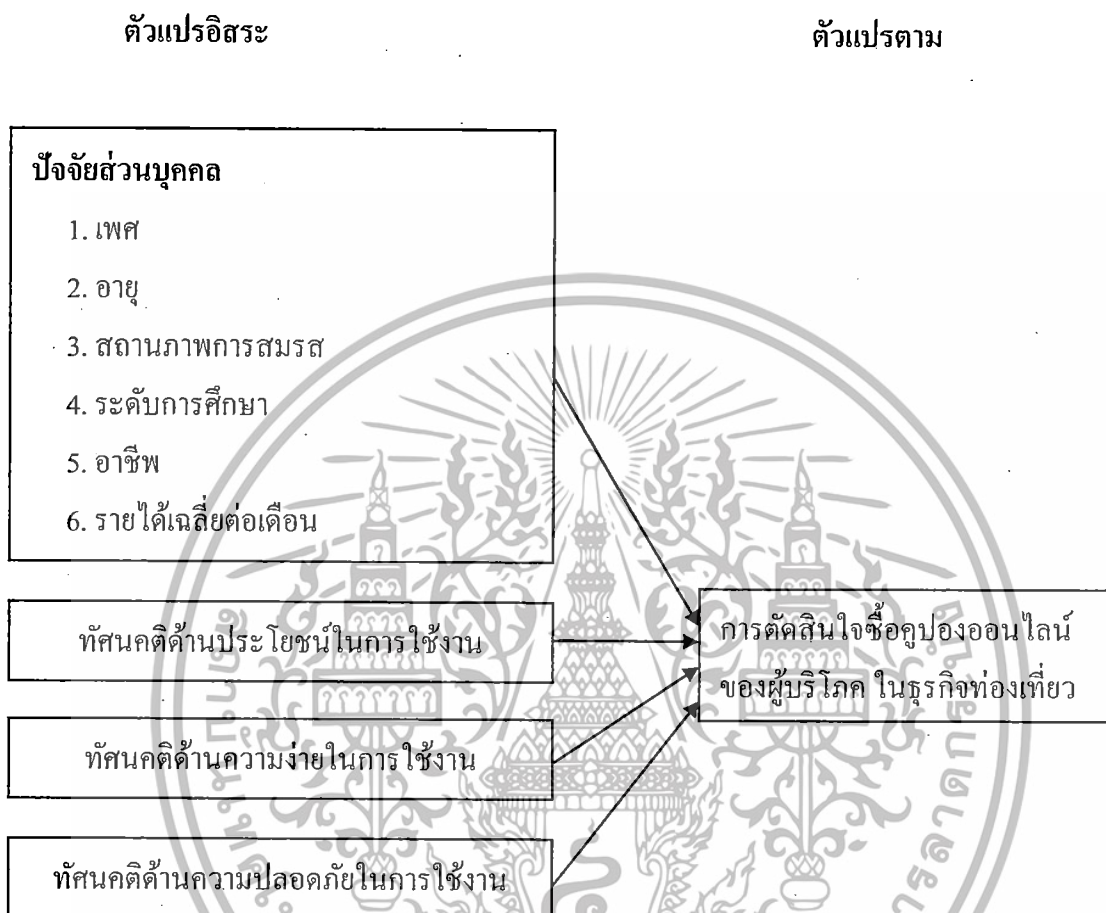 ตัวแปรอิสระ
ตัวแปรตาม
ปัจจัยส่วนบุคคล
1. เพศ
2. อายุ
3. สถานภาพการสมรส
4. ระดับการศึกษา
5. อาชีพ
6. รายได้เฉลี่ยต่อเดือน
ทัศนคติด้านประโยชน์ในการใช้งาน
ทัศนคติด้านความง่ายในการใช้งาน
ทัศนคติด้านความปลอดภัยในการใช้งาน
การตัดสินใจซื้อคูปองออนไลน์
ของผู้บริโภค ในธุรกิจท่องเที่ยว